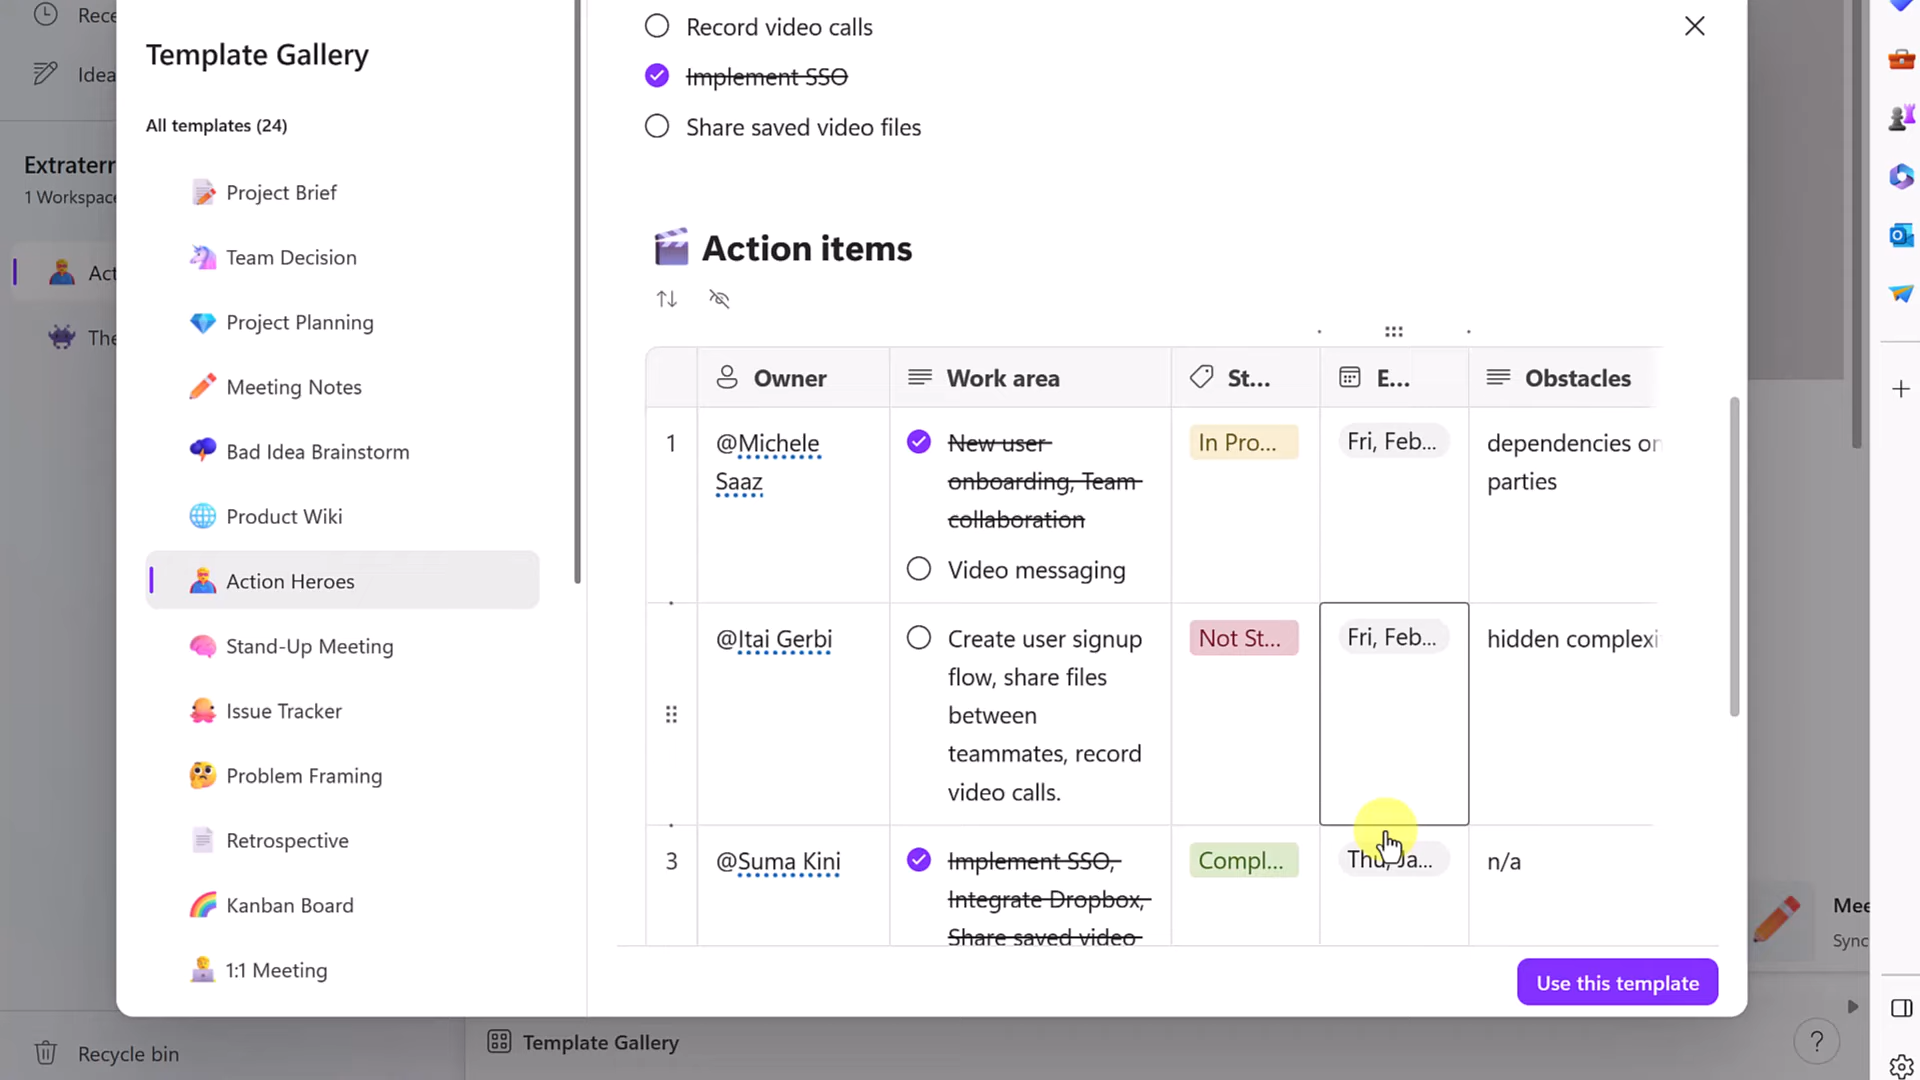 Rece
Idea
Extraterr
1 Workspace
Act
The
Recycle bin
Template Gallery
All templates (24)
Project Brief
Team Decision
Project Planning
Meeting Notes
Bad Idea Brainstorm
Product Wiki
Action Heroes
Stand-Up Meeting
Issue Tracker
Problem Framing
Retrospective
Kanban Board
1:1 Meeting
Record video calls
Implement SSO
Share saved video files
Action items
Owner
Work area
St...
E...
Obstacles
1
@Michele
Saaz
New user
onboarding, Team
collaboration
Video messaging
In Pro...
Fri, Feb...
dependencies on
parties
@Itai Gerbi
Create user signup
flow, share files
between
teammates, record
video calls.
Not St...
Fri, Feb...
hidden complexi
3
@Suma Kini
Implement SSO,
Integrate Dropbox,
Share saved video
Compl...
Thu, Ja...
n/a
Use this template
Mee
Sync
Template Gallery
?